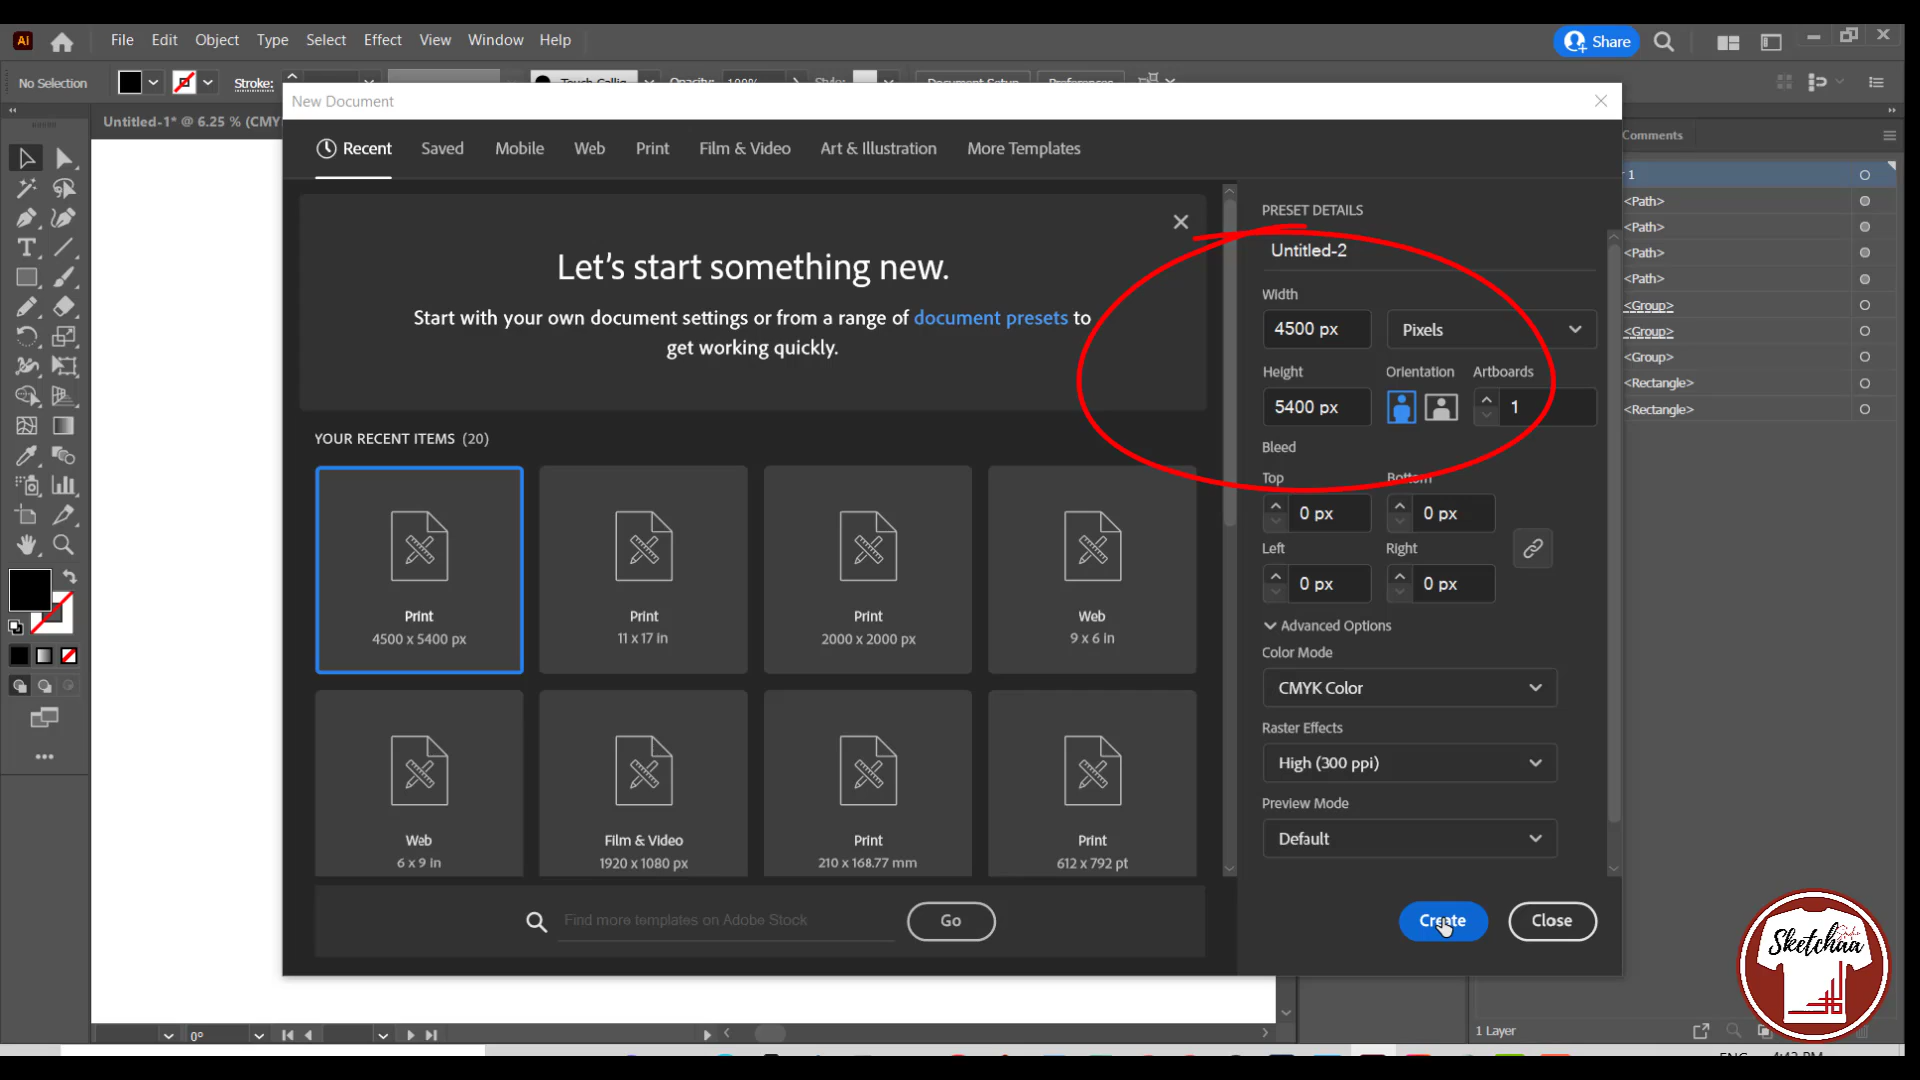 Ai File Edit Object Type Select Effect View Window Help Share
No Selection Stroke: Touch Callig Opacity: 100% Style: Document Setup Preferences
Untitled-1* @ 6.25 % (CMY
New Document
Recent Saved Mobile Web Print Film & Video Art & Illustration More Templates
Let's start something new.
Start with your own document settings or from a range of document presets to
get working quickly.
YOUR RECENT ITEMS (20)
Print Print Print Web
4500 x 5400 px 11 x 17 in 2000 x 2000 px 9 x 6 in
Web Film & Video Print Print
6 x 9 in 1920 x 1080 px 210 x 168.77 mm 612 x 792 pt
Find more templates on Adobe Stock Go
PRESET DETAILS
Untitled-2
Width
4500 px Pixels
Height Orientation Artboards
5400 px 1
Bleed
Top Bottom
0 px 0 px
Left Right
0 px 0 px
Advanced Options
Color Mode
CMYK Color
Raster Effects
High (300 ppi)
Preview Mode
Default
Create Close
Comments
1
<Path>
<Path>
<Path>
<Path>
<Group>
<Group>
<Group>
<Rectangle>
<Rectangle>
Sketchaa
0°
1 Layer
ENG 4:42 PM